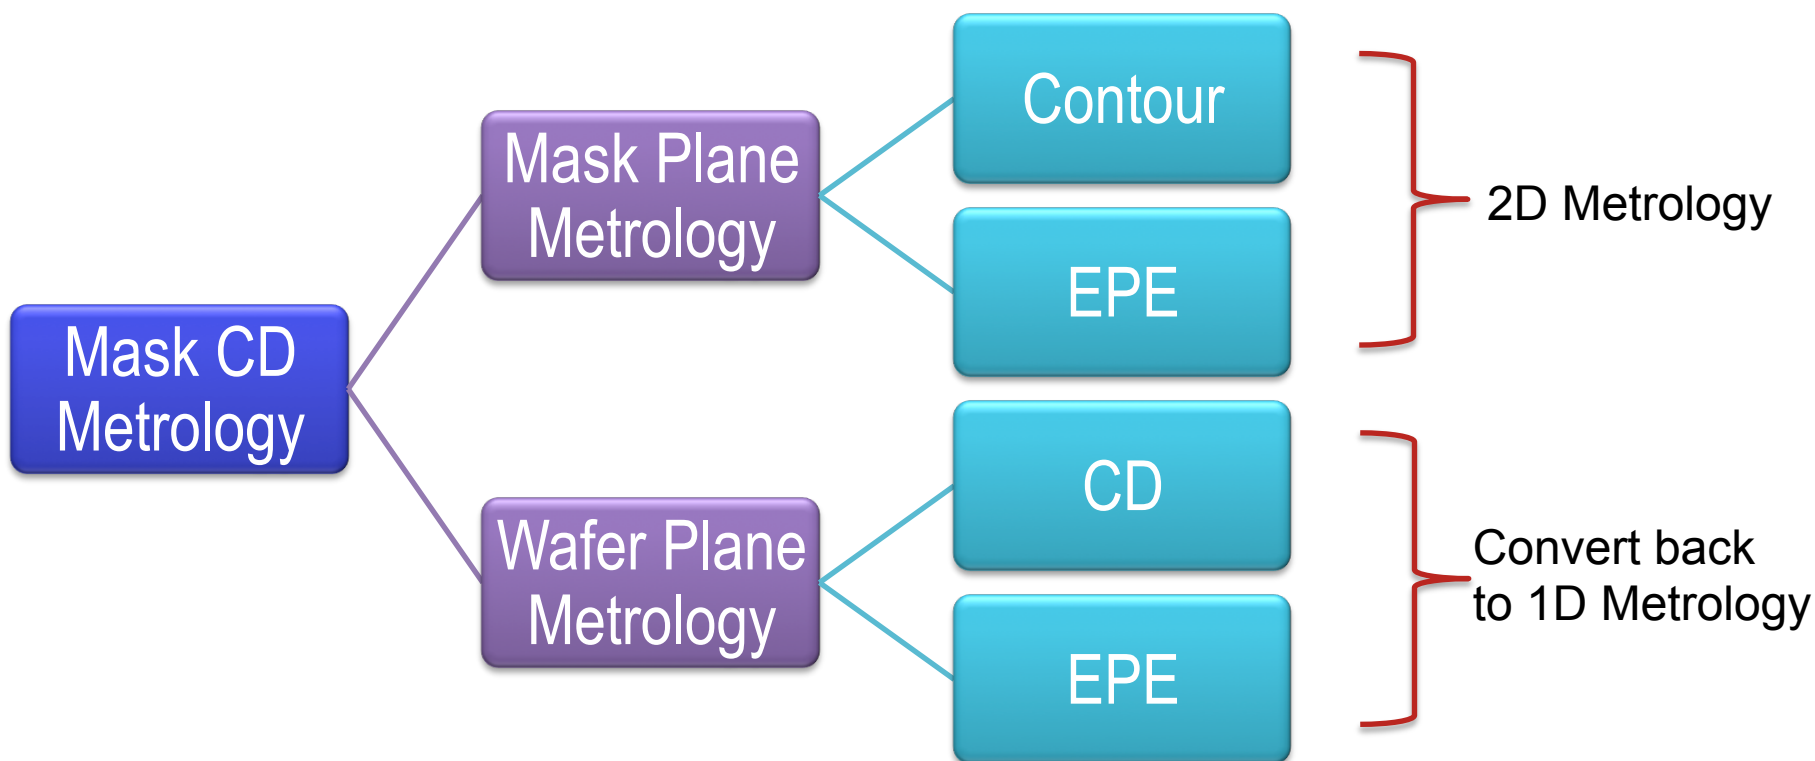 Mask CD
Metrology
Mask Plane
Metrology
Wafer Plane
Metrology
Contour
EPE
CD
EPE
2D Metrology
Convert back
to 1D Metrology